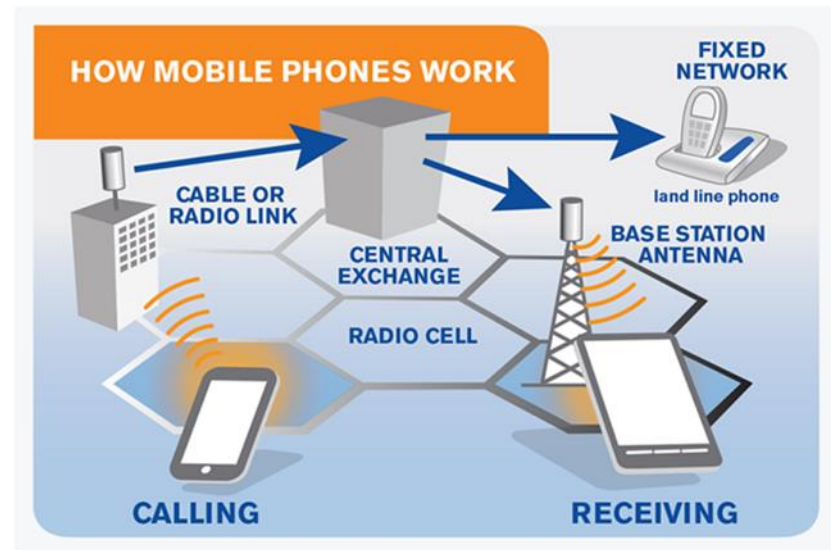 HOW MOBILE PHONES WORK
FIXED
NETWORK
land line phone
CABLE OR
RADIO LINK
CENTRAL
EXCHANGE
BASE STATION
ANTENNA
RADIO CELL
CALLING
RECEIVING